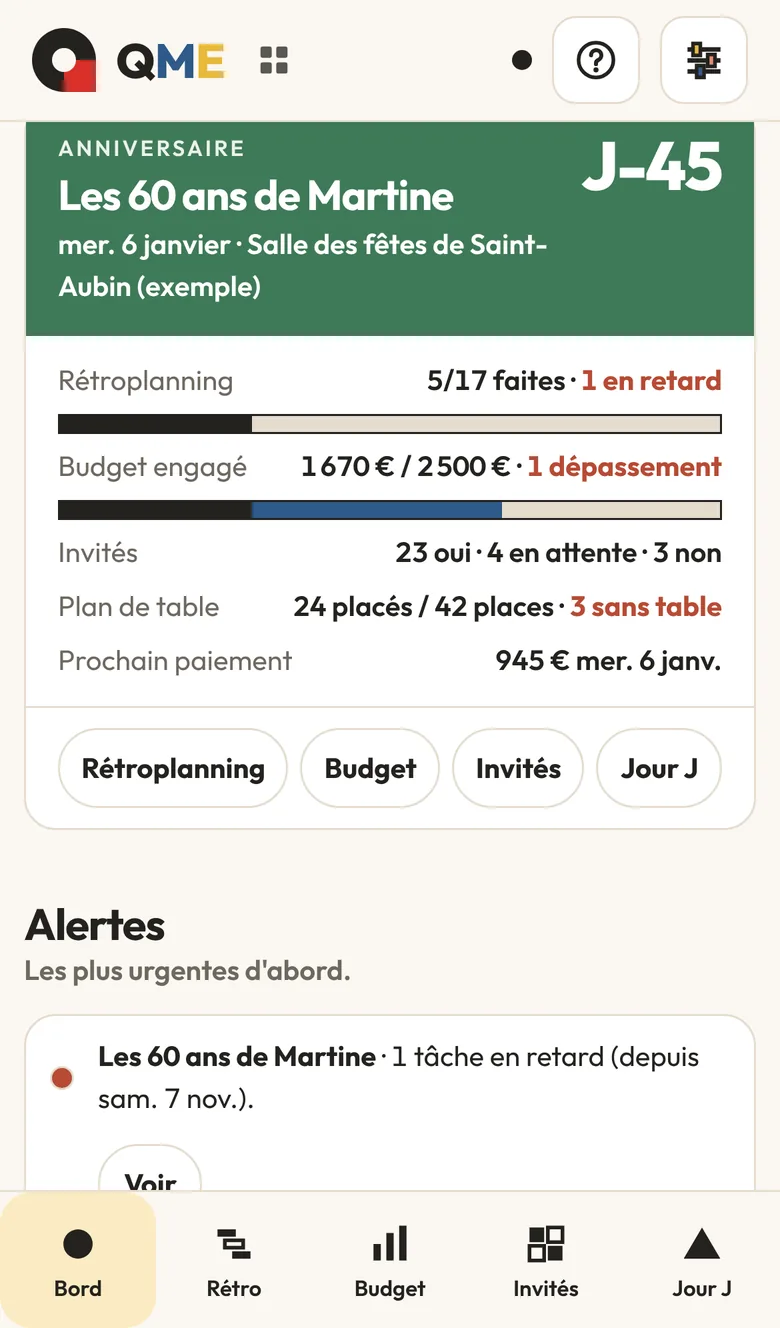 QME
ANNIVERSAIRE
J-45
Les 60 ans de Martine
mer. 6 janvier · Salle des fêtes de Saint-
Aubin (exemple)
Rétroplanning 5/17 faites · 1 en retard
Budget engagé 1 670 € / 2 500 € · 1 dépassement
Invités 23 oui · 4 en attente · 3 non
Plan de table 24 placés / 42 places · 3 sans table
Prochain paiement 945 € mer. 6 janv.
Rétroplanning Budget Invités Jour J
Alertes
Les plus urgentes d'abord.
Les 60 ans de Martine · 1 tâche en retard (depuis
sam. 7 nov.).
Voir
Bord Rétro Budget Invités Jour J